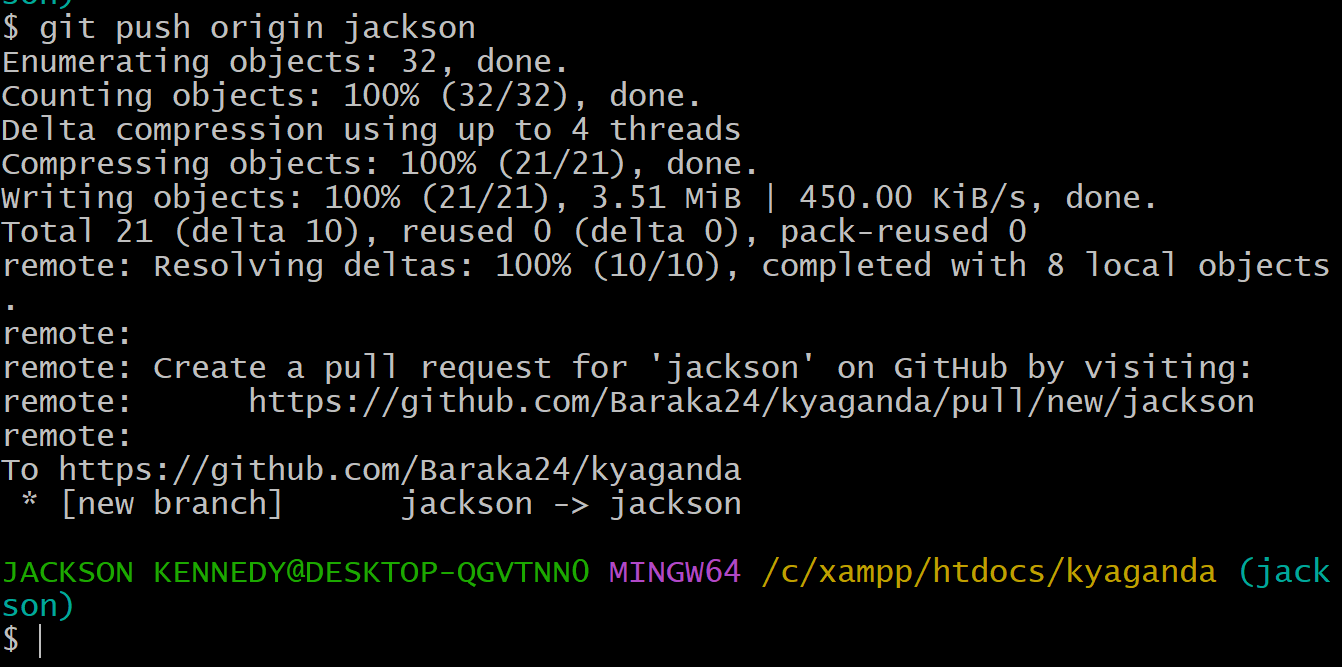 son)
$ git push origin jackson
Enumerating objects: 32, done.
Counting objects: 100% (32/32), done.
Delta compression using up to 4 threads
Compressing objects: 100% (21/21), done.
Writing objects: 100% (21/21), 3.51 MiB | 450.00 KiB/s, done.
Total 21 (delta 10), reused 0 (delta 0), pack-reused 0
remote: Resolving deltas: 100% (10/10), completed with 8 local objects
.
remote:
remote: Create a pull request for 'jackson' on GitHub by visiting:
remote:      https://github.com/Baraka24/kyaganda/pull/new/jackson
remote:
To https://github.com/Baraka24/kyaganda
 * [new branch]      jackson -> jackson
JACKSON KENNEDY@DESKTOP-QGVTNN0 MINGW64 /c/xampp/htdocs/kyaganda (jack
son)
$